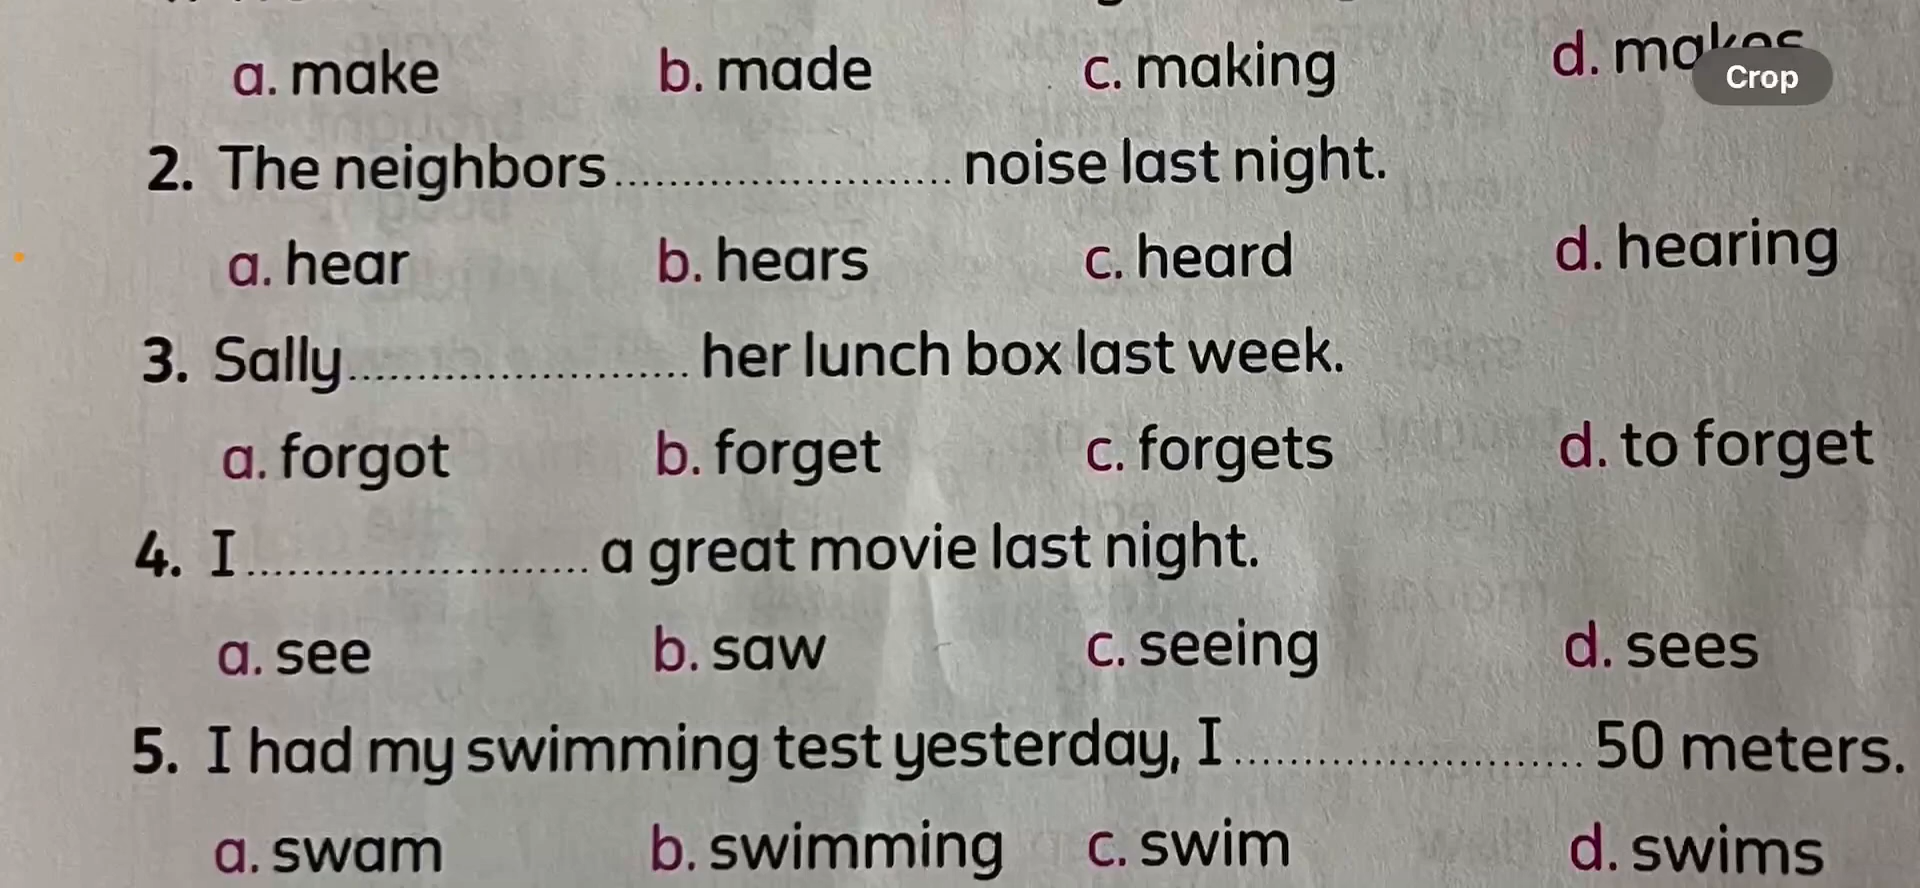 a. make b. made c. making d. makes
Crop
2. The neighbors........................ noise last night.
a. hear b. hears c. heard d. hearing
3. Sally........................ her lunch box last week.
a. forgot b. forget c. forgets d. to forget
4. I........................ a great movie last night.
a. see b. saw c. seeing d. sees
5. I had my swimming test yesterday, I........................ 50 meters.
a. swam b. swimming c. swim d. swims